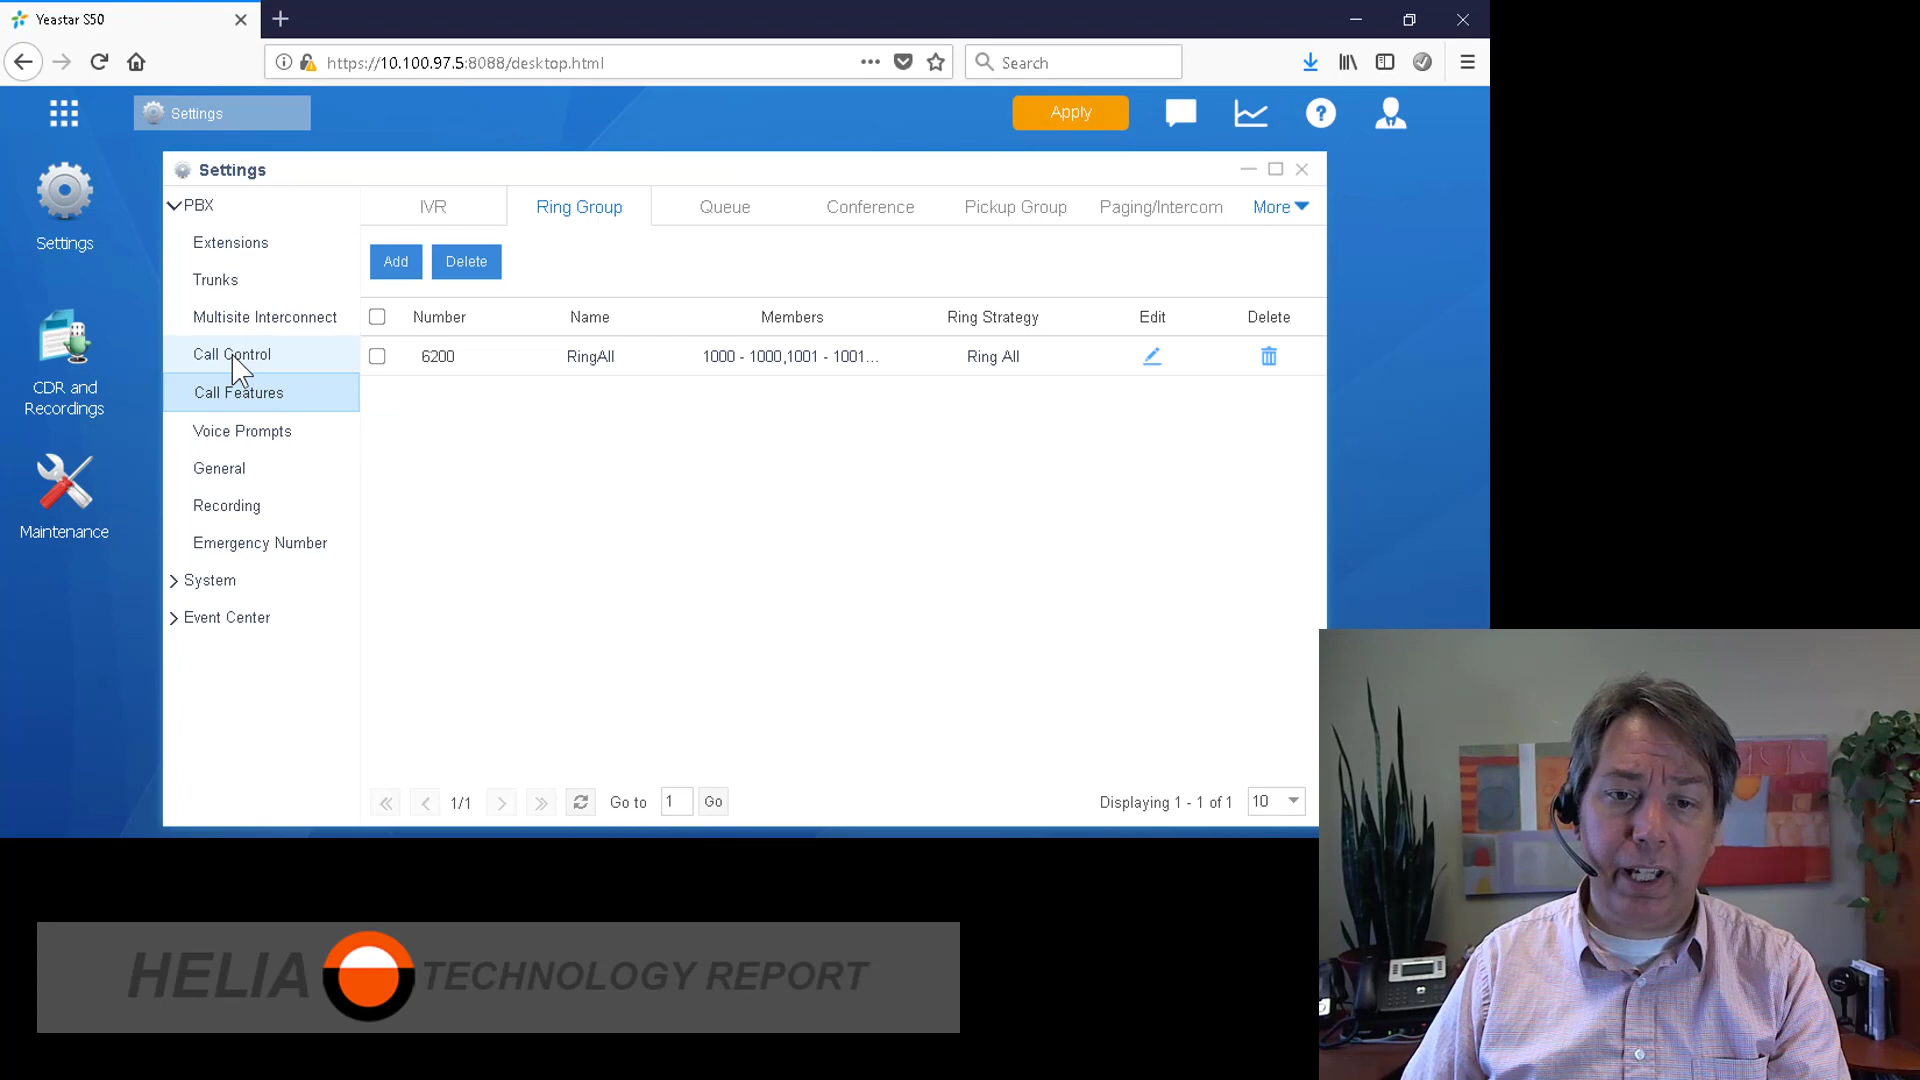 Yeastar S50
https://10.100.97.5:8088/desktop.html
Search
Settings
Apply
Settings
CDR and
Recordings
Maintenance
Settings
PBX
Extensions
Trunks
Multisite Interconnect
Call Control
Call Features
Voice Prompts
General
Recording
Emergency Number
System
Event Center
IVR Ring Group Queue Conference Pickup Group Paging/Intercom More
Add Delete
Number Name Members Ring Strategy Edit Delete
6200 RingAll 1000 - 1000,1001 - 1001... Ring All
1/1 Go to 1 Go Displaying 1 - 1 of 1 10
HELIA TECHNOLOGY REPORT